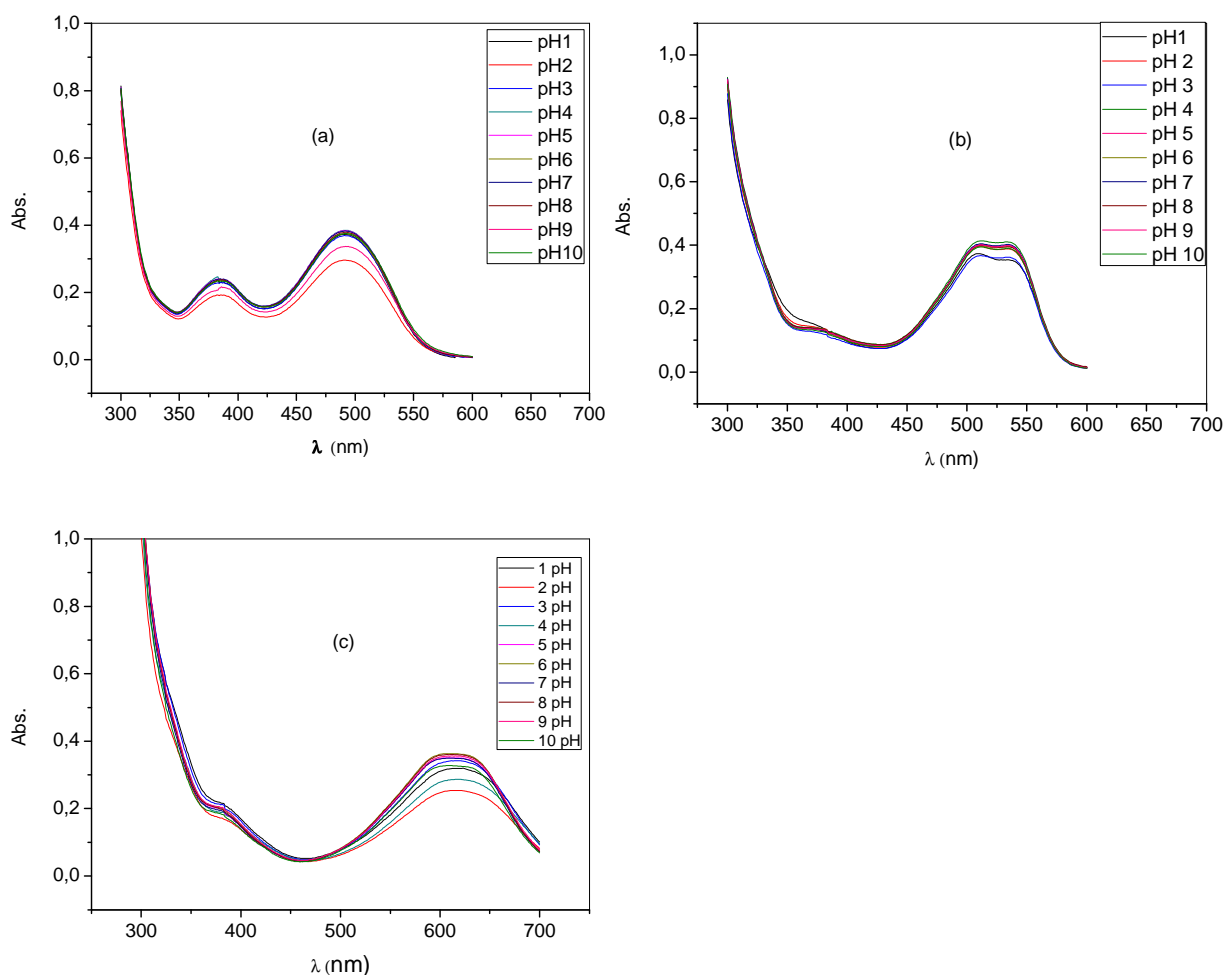 1,0
0,8
0,6
0,4
0,2
0,0
Abs.
300 350 400 450 500 550 600 650 700
λ (nm)
(a)
pH1
pH2
pH3
pH4
pH5
pH6
pH7
pH8
pH9
pH10
1,0
0,8
0,6
0,4
0,2
0,0
Abs.
300 350 400 450 500 550 600 650 700
λ (nm)
(b)
pH1
pH 2
pH 3
pH 4
pH 5
pH 6
pH 7
pH 8
pH 9
pH 10
1,0
0,8
0,6
0,4
0,2
0,0
Abs.
300 400 500 600 700
λ (nm)
(c)
1 pH
2 pH
3 pH
4 pH
5 pH
6 pH
7 pH
8 pH
9 pH
10 pH